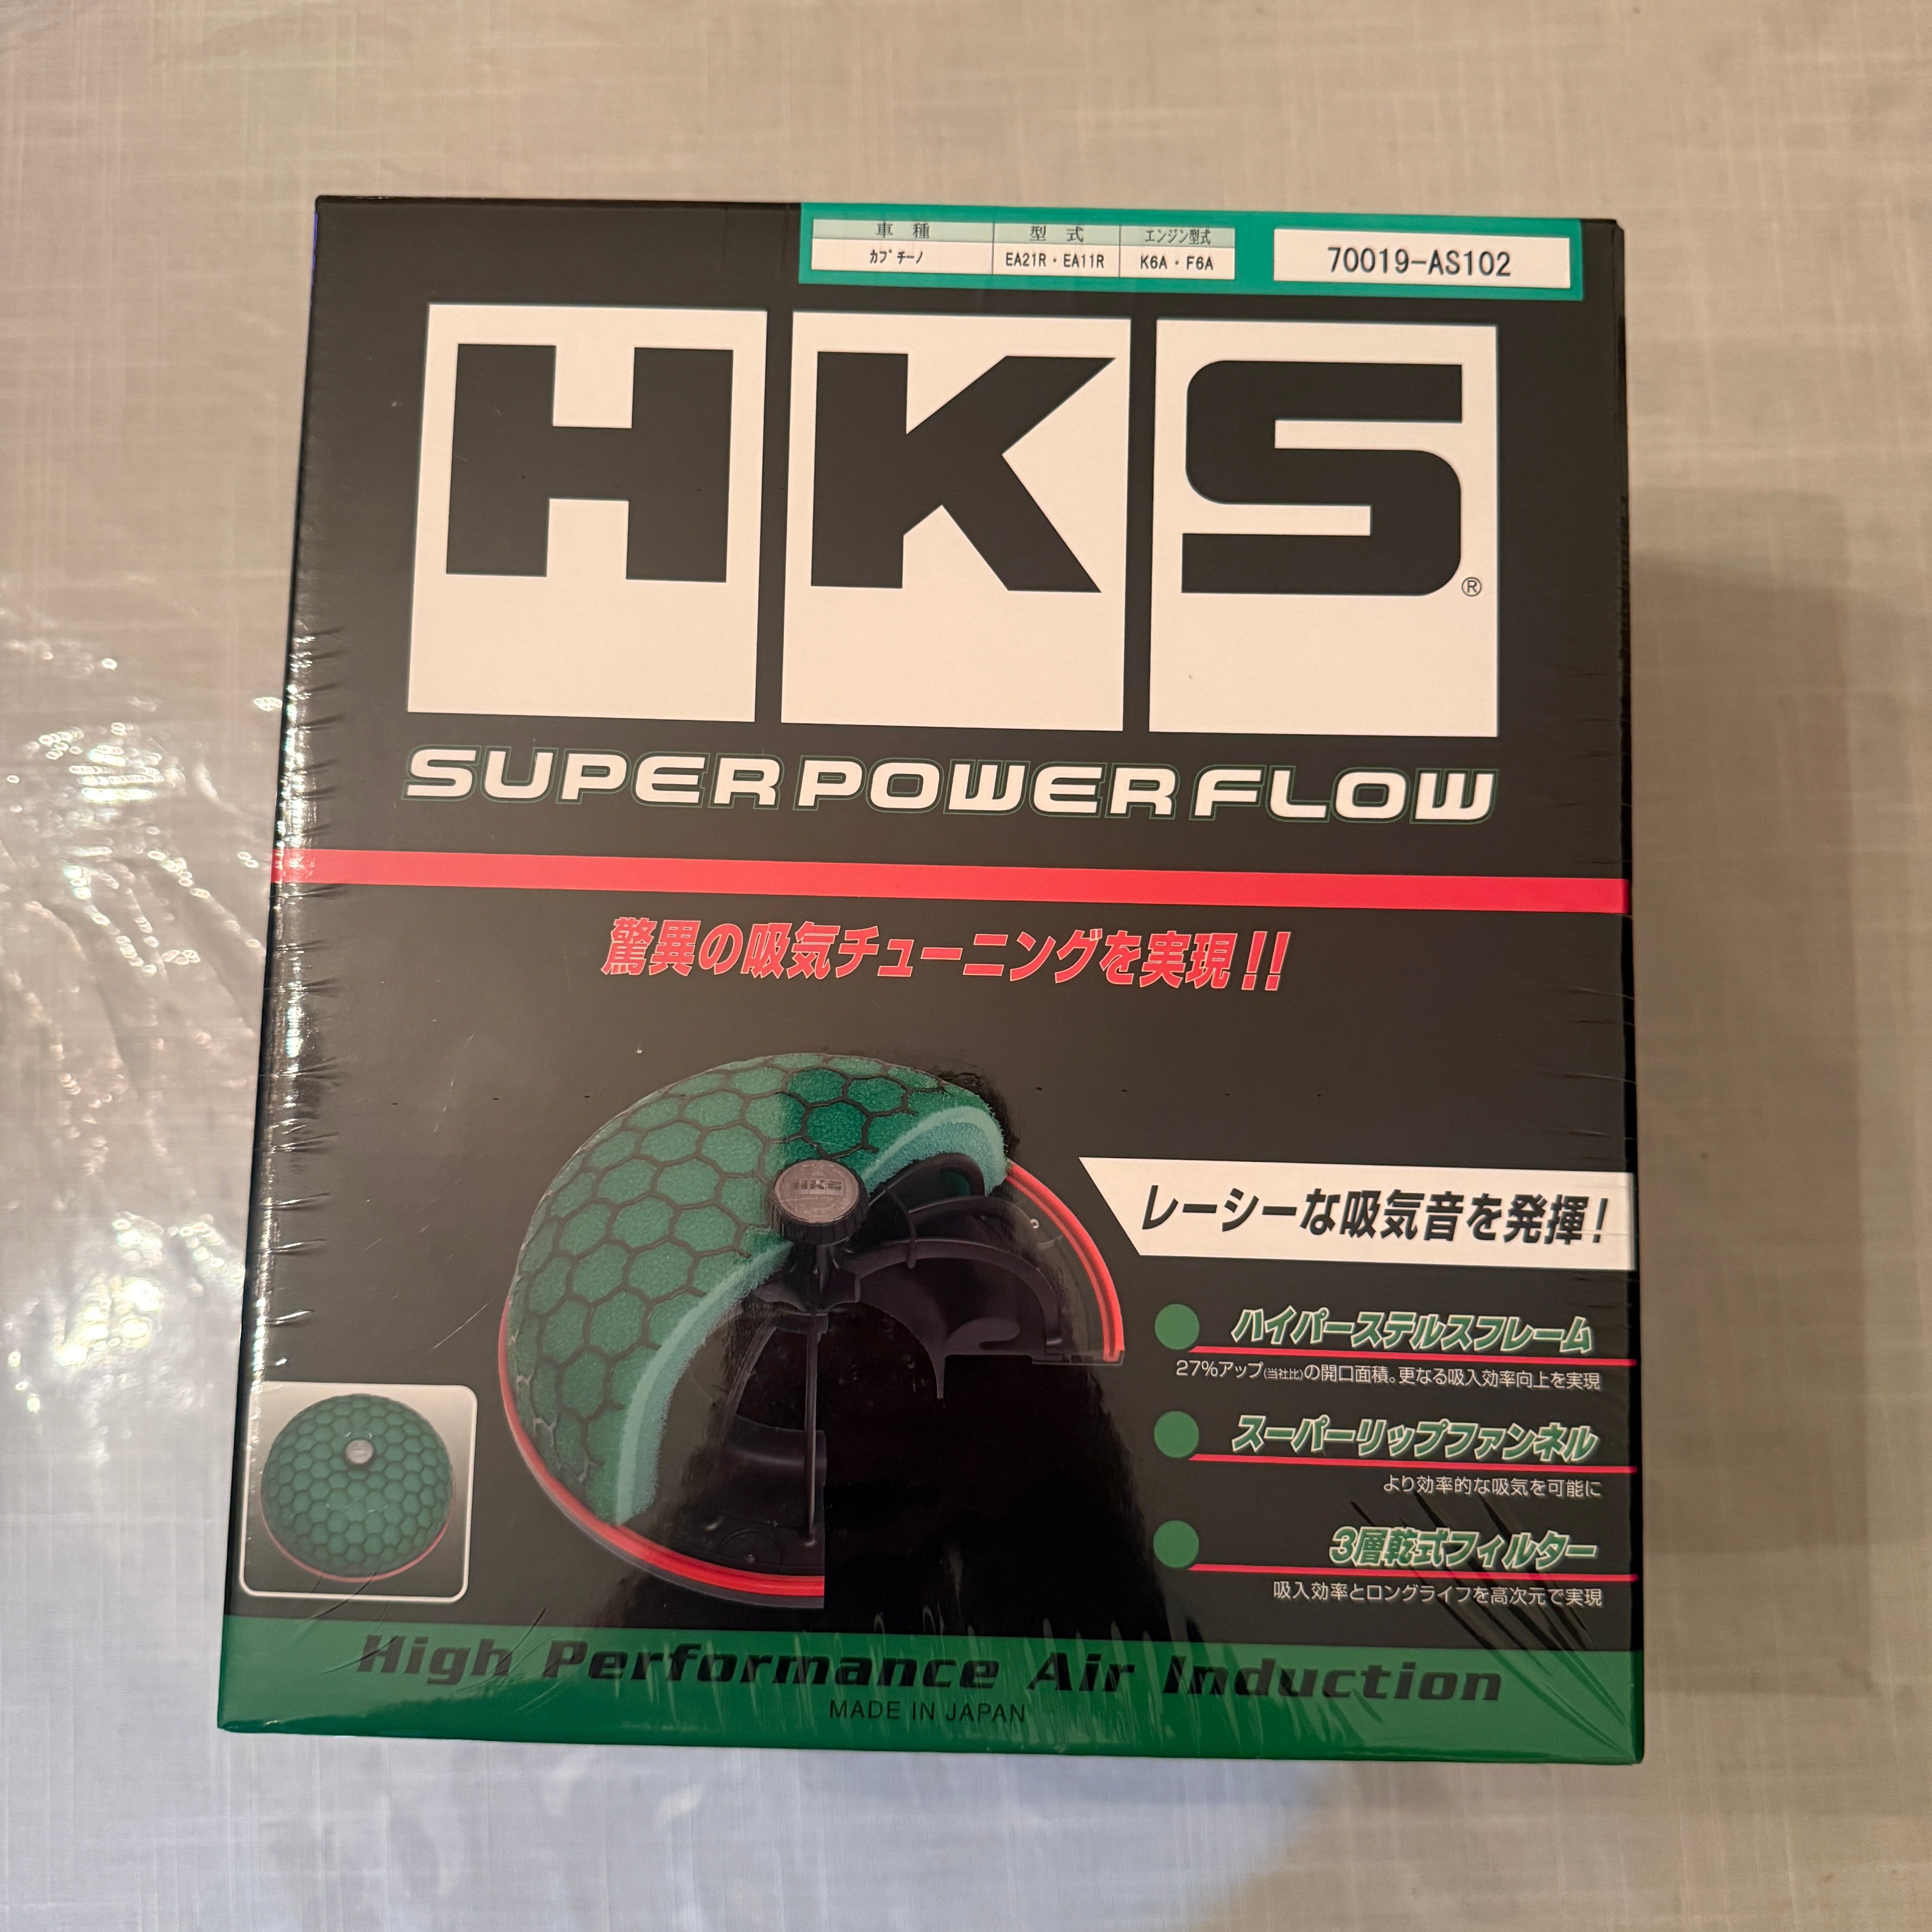 車種 型式 エンジン型式
カプチーノ EA21R・EA11R K6A・F6A
70019-AS102
HKS®
SUPER POWER FLOW
驚異の吸気チューニングを実現!!
HKS
レーシーな吸気音を発揮!
ハイパーステルスフレーム
27%アップ(当社比)の開口面積。更なる吸入効率向上を実現
スーパーリップファンネル
より効率的な吸気を可能に
3層乾式フィルター
吸入効率とロングライフを高次元で実現
High Performance Air Induction
MADE IN JAPAN